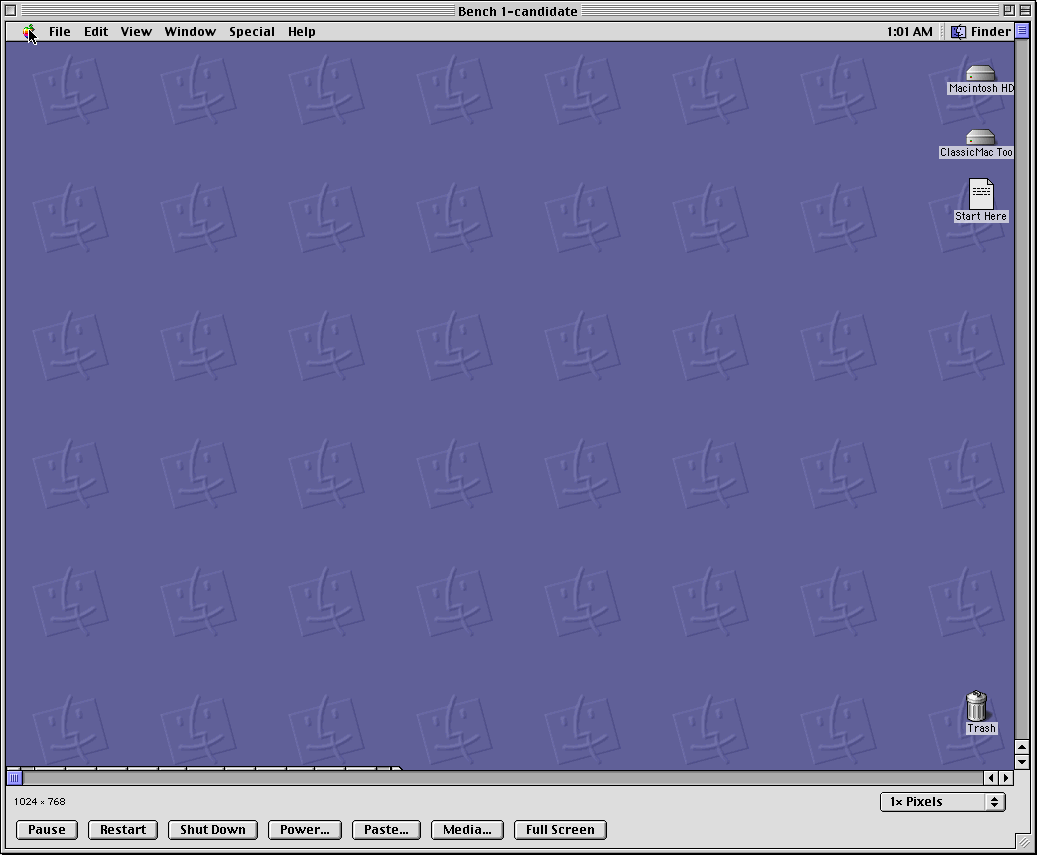 Bench 1-candidate
File Edit View Window Special Help 1:01 AM Finder
Macintosh HD
ClassicMac Too
Start Here
Trash
1024 × 768
1× Pixels
Pause Restart Shut Down Power... Paste... Media... Full Screen